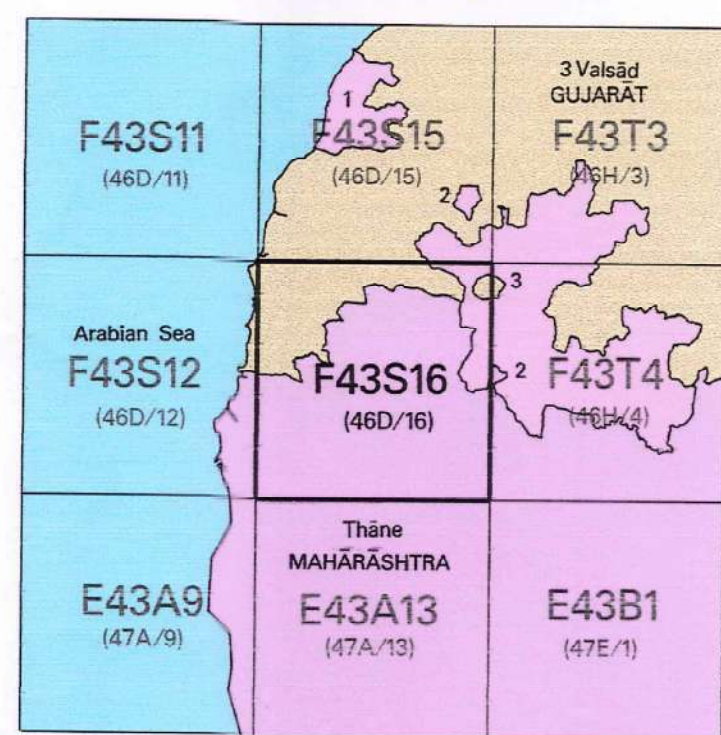 F43S11
(46D/11)
1
F43S15
(46D/15)
2
3 Valsād
GUJARĀT
F43T3
(46H/3)
1
Arabian Sea
F43S12
(46D/12)
F43S16
(46D/16)
3
2
F43T4
(46H/4)
E43A9
(47A/9)
Thāne
MAHĀRĀSHTRA
E43A13
(47A/13)
E43B1
(47E/1)